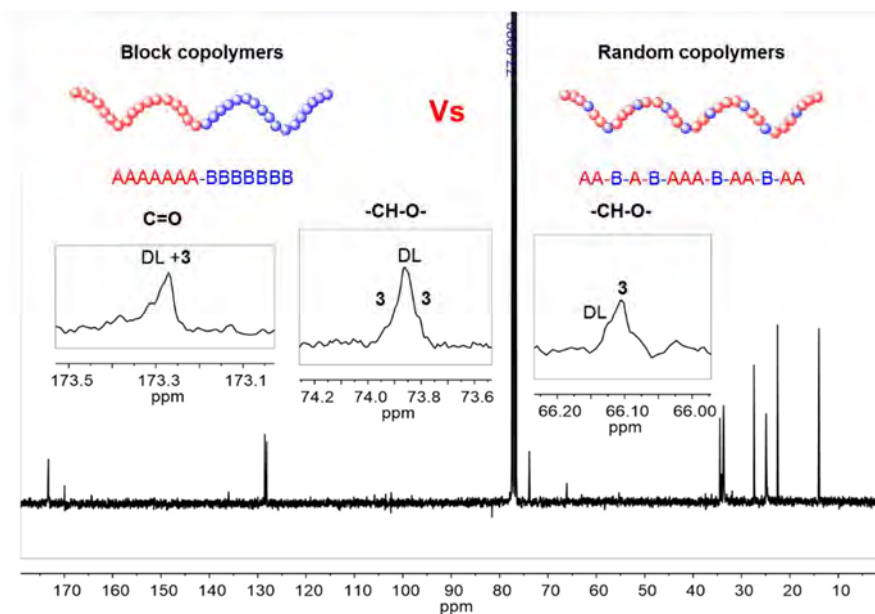 Block copolymers
Random copolymers
77.0000
Vs
AAAAAAA-BBBBBBB
AA-B-A-B-AAA-B-AA-B-AA
C=O
-CH-O-
-CH-O-
DL +3
DL
3
3
3
DL
173.5
173.3
173.1
ppm
74.2
74.0
73.8
73.6
ppm
66.20
66.10
66.00
ppm
170
160
150
140
130
120
110
100
90
80
70
60
50
40
30
20
10
ppm